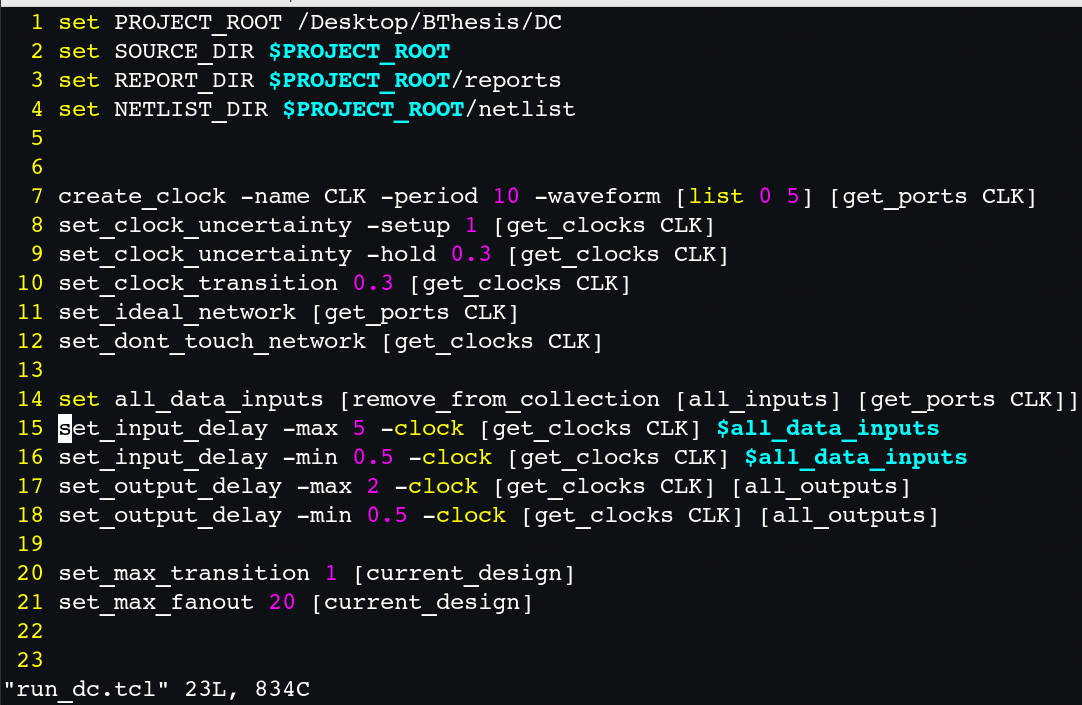 1 set PROJECT_ROOT /Desktop/BThesis/DC
2 set SOURCE_DIR $PROJECT_ROOT
3 set REPORT_DIR $PROJECT_ROOT/reports
4 set NETLIST_DIR $PROJECT_ROOT/netlist
5
6
7 create_clock -name CLK -period 10 -waveform [list 0 5] [get_ports CLK]
8 set_clock_uncertainty -setup 1 [get_clocks CLK]
9 set_clock_uncertainty -hold 0.3 [get_clocks CLK]
10 set_clock_transition 0.3 [get_clocks CLK]
11 set_ideal_network [get_ports CLK]
12 set_dont_touch_network [get_clocks CLK]
13
14 set all_data_inputs [remove_from_collection [all_inputs] [get_ports CLK]]
15 set_input_delay -max 5 -clock [get_clocks CLK] $all_data_inputs
16 set_input_delay -min 0.5 -clock [get_clocks CLK] $all_data_inputs
17 set_output_delay -max 2 -clock [get_clocks CLK] [all_outputs]
18 set_output_delay -min 0.5 -clock [get_clocks CLK] [all_outputs]
19
20 set_max_transition 1 [current_design]
21 set_max_fanout 20 [current_design]
22
23
"run_dc.tcl" 23L, 834C